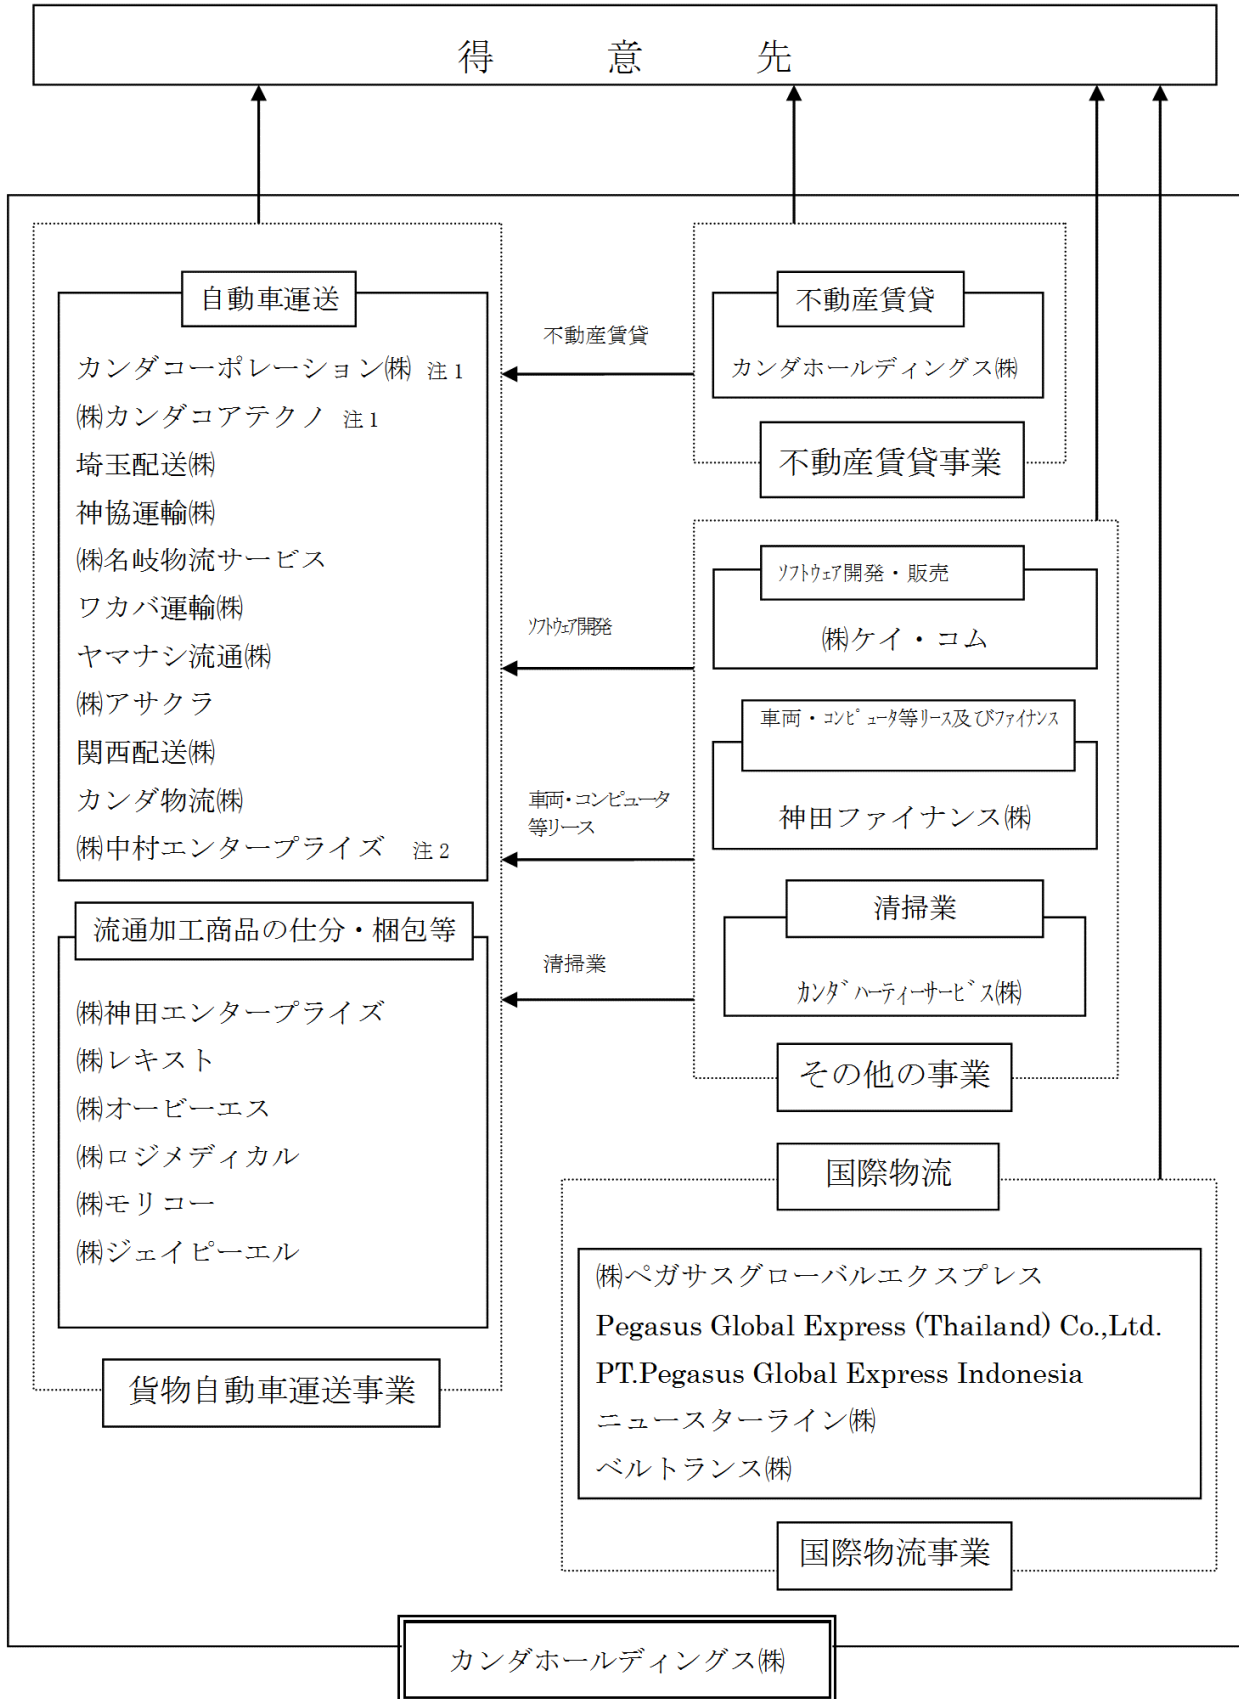 得意先
自動車運送
カンダコーポレーション㈱ 注1
㈱カンダコアテクノ 注1
埼玉配送㈱
神協運輸㈱
㈱名岐物流サービス
ワカバ運輸㈱
ヤマナシ流通㈱
㈱アサクラ
関西配送㈱
カンダ物流㈱
㈱中村エンタープライズ 注2
流通加工商品の仕分・梱包等
㈱神田エンタープライズ
㈱レキスト
㈱オービーエス
㈱ロジメディカル
㈱モリコー
㈱ジェイピーエル
貨物自動車運送事業
不動産賃貸
ソフトウェア開発
車両・コンピュータ
等リース
清掃業
不動産賃貸
カンダホールディングス㈱
不動産賃貸事業
ソフトウェア開発・販売
㈱ケイ・コム
車両・コンピュータ等リース及びファイナンス
神田ファイナンス㈱
清掃業
カンダハーティーサービス㈱
その他の事業
国際物流
㈱ペガサスグローバルエクスプレス
Pegasus Global Express (Thailand) Co.,Ltd.
PT.Pegasus Global Express Indonesia
ニュースターライン㈱
ベルトランス㈱
国際物流事業
カンダホールディングス㈱